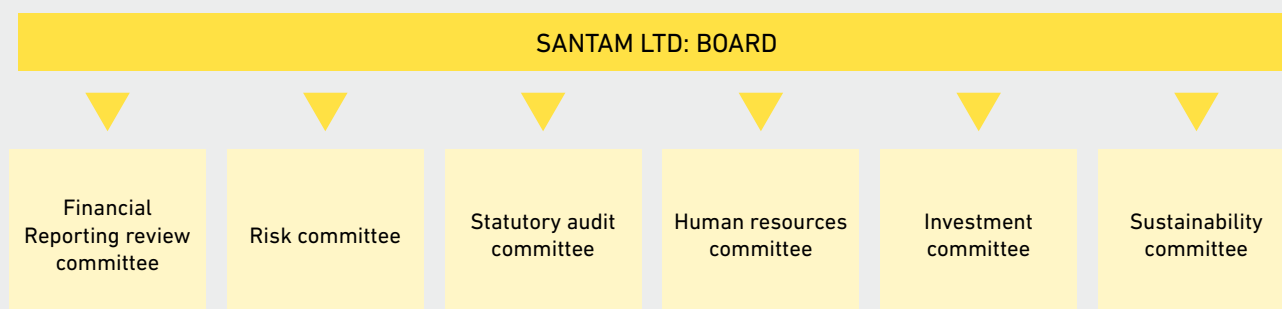 SANTAM LTD: BOARD
Financial
Reporting review
committee
Risk committee
Statutory audit
committee
Human resources
committee
Investment
committee
Sustainability
committee